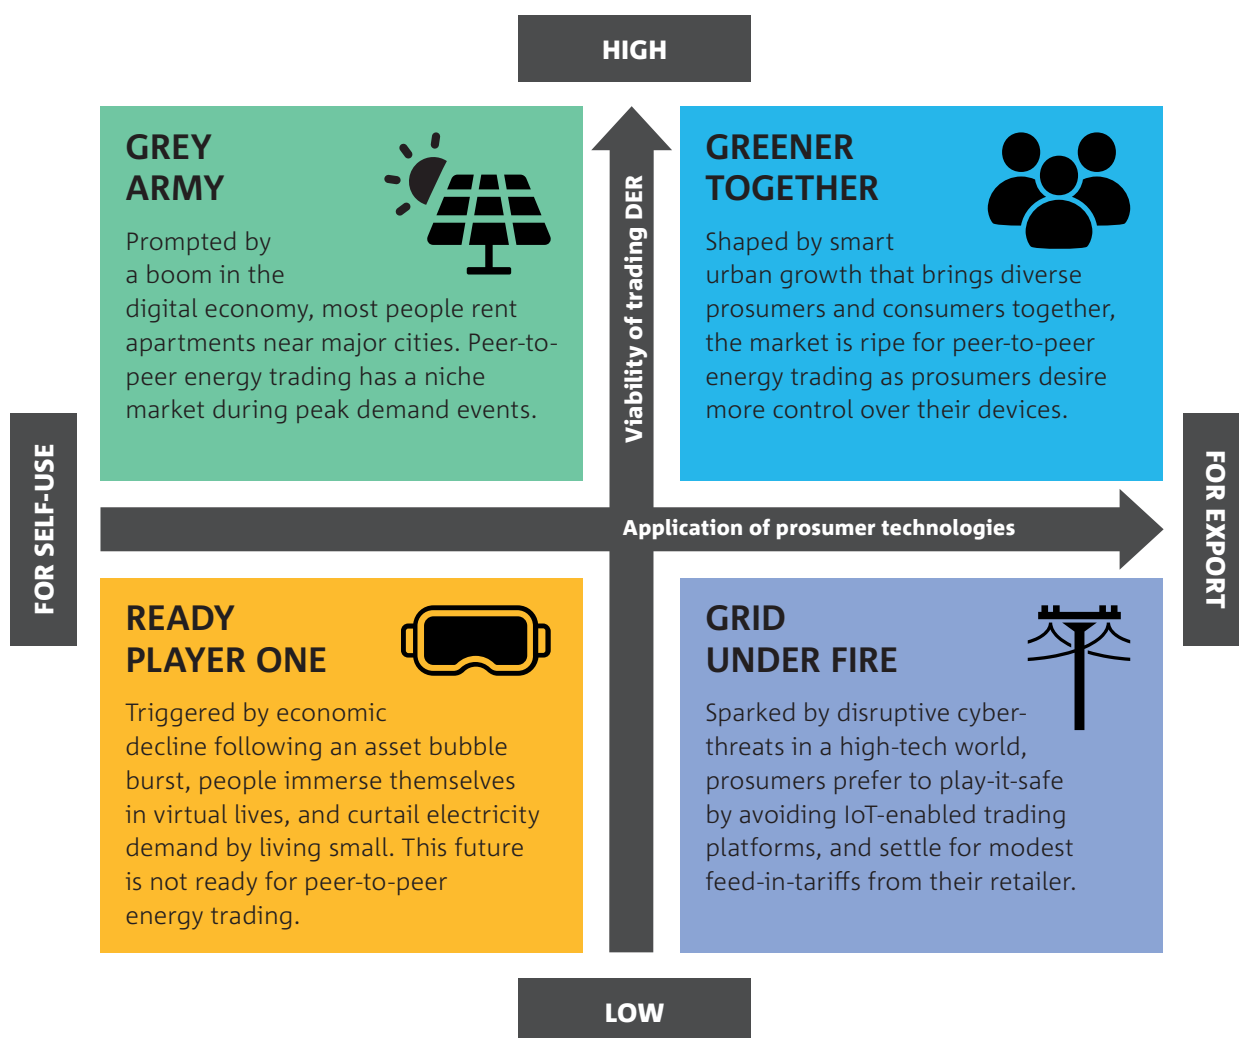 HIGH
GREY
ARMY
Prompted by
a boom in the
digital economy, most people rent
apartments near major cities. Peer-to-
peer energy trading has a niche
market during peak demand events.
Viability of trading DER
GREENER
TOGETHER
Shaped by smart
urban growth that brings diverse
prosumers and consumers together,
the market is ripe for peer-to-peer
energy trading as prosumers desire
more control over their devices.
FOR SELF-USE
Application of prosumer technologies
FOR EXPORT
READY
PLAYER ONE
Triggered by economic
decline following an asset bubble
burst, people immerse themselves
in virtual lives, and curtail electricity
demand by living small. This future
is not ready for peer-to-peer
energy trading.
GRID
UNDER FIRE
Sparked by disruptive cyber-
threats in a high-tech world,
prosumers prefer to play-it-safe
by avoiding IoT-enabled trading
platforms, and settle for modest
feed-in-tariffs from their retailer.
LOW